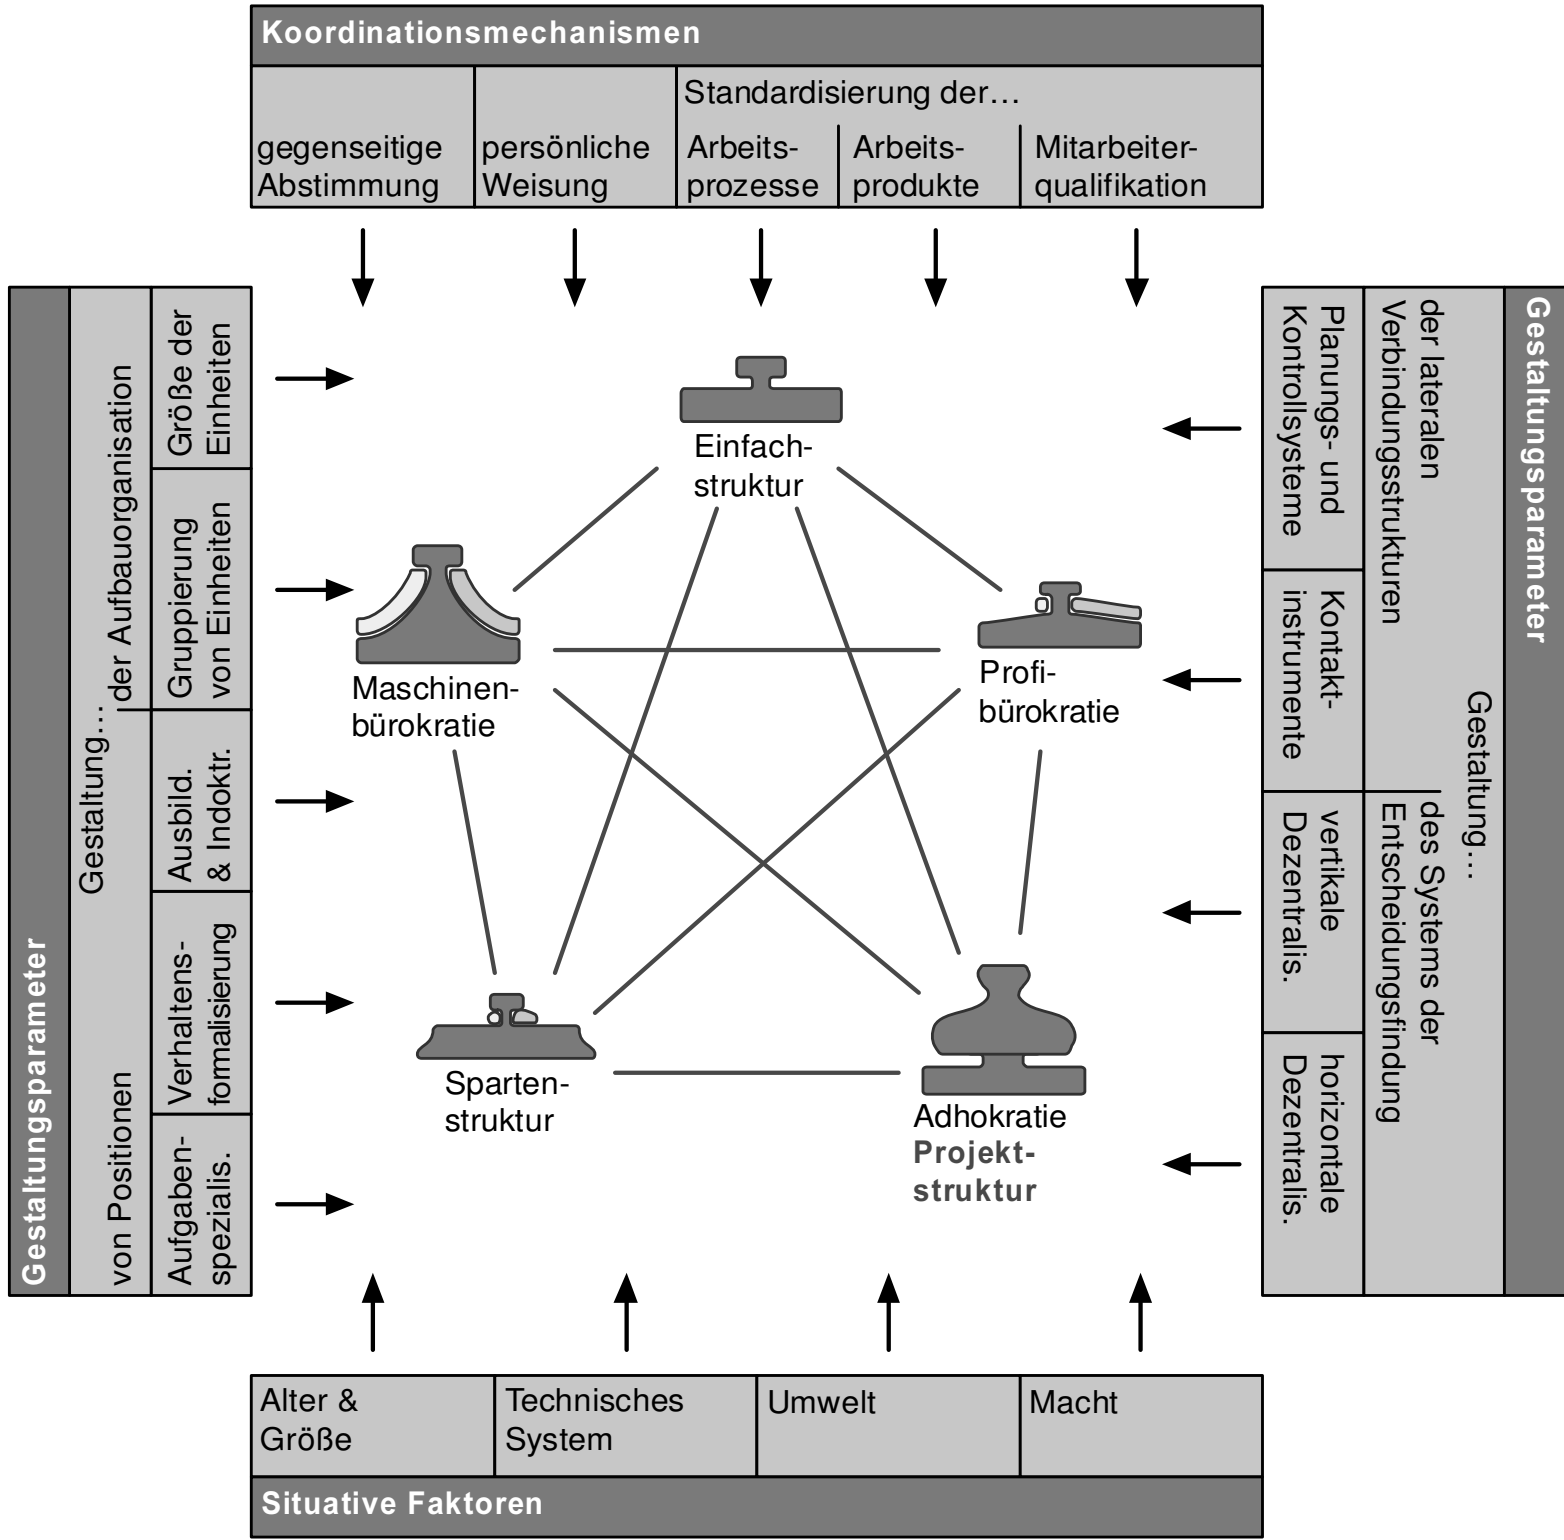 Koordinationsmechanismen
Standardisierung der…
gegenseitige
Abstimmung
persönliche
Weisung
Arbeits-
prozesse
Arbeits-
produkte
Mitarbeiter-
qualifikation
Gestaltungsparameter
Gestaltung…
der Aufbauorganisation
von Positionen
Größe der
Einheiten
Gruppierung
von Einheiten
Ausbild.
& Indoktr.
Verhaltens-
formalisierung
Aufgaben-
spezialis.
Einfach-
struktur
Maschinen-
bürokratie
Profi-
bürokratie
Sparten-
struktur
Adhokratie
Projekt-
struktur
Gestaltungsparameter
Gestaltung…
der lateralen
Verbindungsstrukturen
des Systems der
Entscheidungsfindung
Planungs- und
Kontrollsysteme
Kontakt-
instrumente
vertikale
Dezentralis.
horizontale
Dezentralis.
Alter &
Größe
Technisches
System
Umwelt
Macht
Situative Faktoren